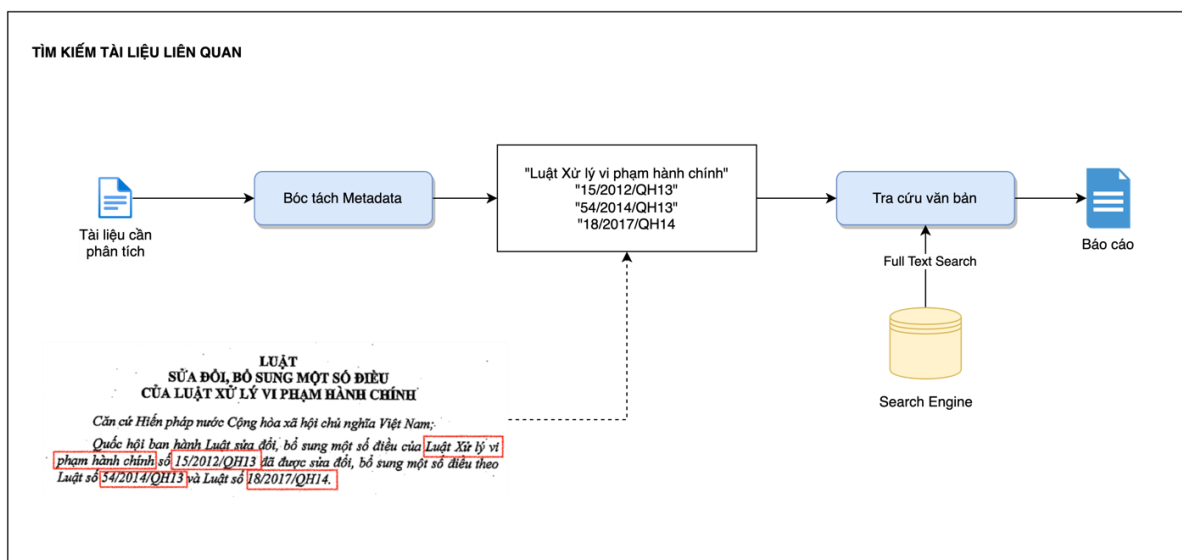 TÌM KIẾM TÀI LIỆU LIÊN QUAN
Tài liệu cần
phân tích
Bóc tách Metadata
"Luật Xử lý vi phạm hành chính"
"15/2012/QH13"
"54/2014/QH13"
"18/2017/QH14
Tra cứu văn bản
Báo cáo
Full Text Search
Search Engine
LUẬT
SỬA ĐỔI, BỔ SUNG MỘT SỐ ĐIỀU
CỦA LUẬT XỬ LÝ VI PHẠM HÀNH CHÍNH
Căn cứ Hiến pháp nước Cộng hòa xã hội chủ nghĩa Việt Nam;
Quốc hội ban hành Luật sửa đổi, bổ sung một số điều của Luật Xử lý vi
phạm hành chính số 15/2012/QH13 đã được sửa đổi, bổ sung một số điều theo
Luật số 54/2014/QH13 và Luật số 18/2017/QH14.